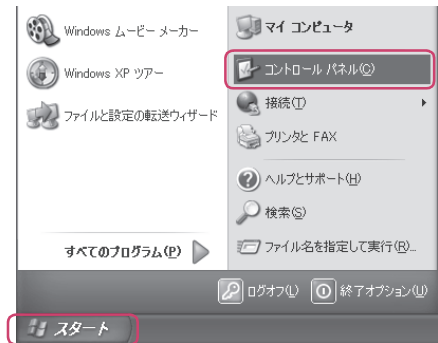 Windows ムービー メーカー
Windows XP ツアー
ファイルと設定の転送ウィザード
すべてのプログラム(P)
マイ コンピュータ
コントロール パネル(C)
接続(T)
プリンタと FAX
ヘルプとサポート(H)
検索(S)
ファイル名を指定して実行(R)...
ログオフ(L)
終了オプション(U)
スタート